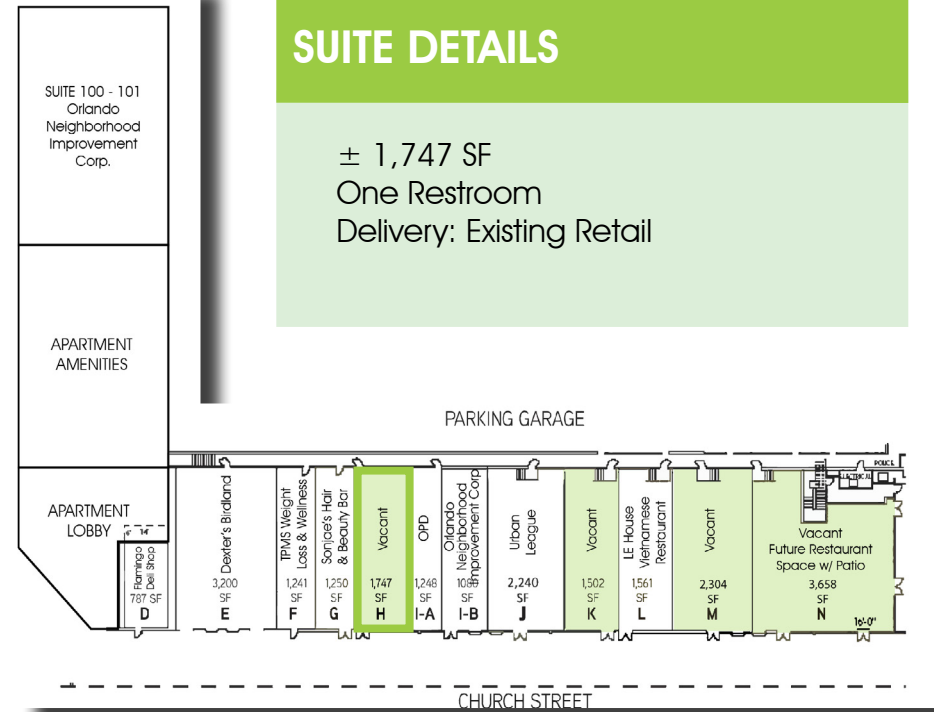 SUITE DETAILS
± 1,747 SF
One Restroom
Delivery: Existing Retail
SUITE 100 - 101
Orlando
Neighborhood
Improvement
Corp.
APARTMENT
AMENITIES
APARTMENT
LOBBY
6' 14'
PARKING GARAGE
Flamingo
Deli Shop
787 SF
D
Dexter's Birdland
3,200
SF
E
TPMS Weight
Loss & Wellness
1,241
SF
F
Sonjae's Hair
& Beauty Bar
1,250
SF
G
Vacant
1,747
SF
H
OPD
1,248
SF
I-A
Orlando
Neighborhood
Improvement Corp
SF
I-B
Urban
League
2,240
SF
J
Vacant
1,502
SF
K
LE House
Vietnamese
Restaurant
1,561
SF
L
Vacant
2,304
SF
M
POLICE
ELECTRICAL
Vacant
Future Restaurant
Space w/ Patio
3,658
SF
N
16'-0"
CHURCH STREET